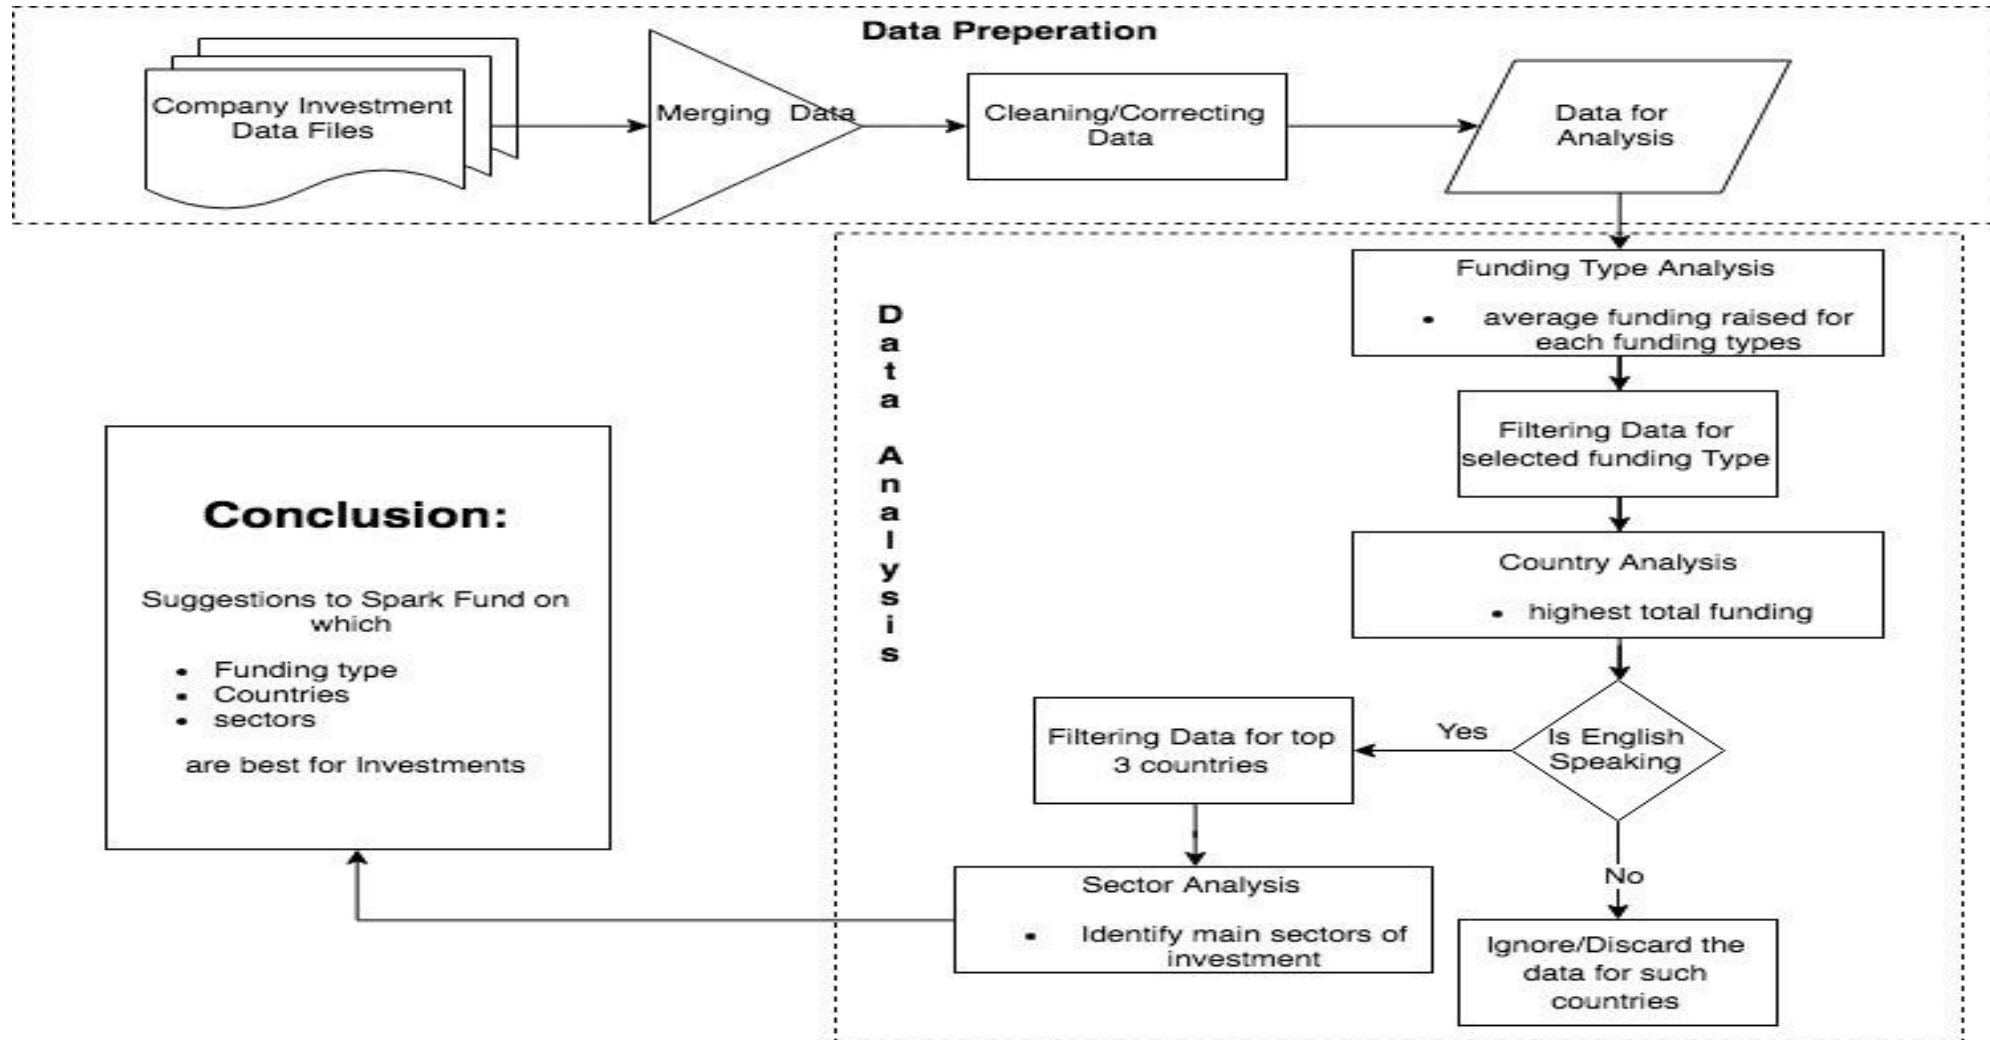 Data Preperation
Company Investment
Data Files
Merging Data
Cleaning/Correcting
Data
Data for
Analysis
Data Analysis
Funding Type Analysis
• average funding raised for
each funding types
Filtering Data for
selected funding Type
Country Analysis
• highest total funding
Is English
Speaking
Yes
No
Filtering Data for top
3 countries
Ignore/Discard the
data for such
countries
Sector Analysis
• Identify main sectors of
investment
Conclusion:
Suggestions to Spark Fund on
which
• Funding type
• Countries
• sectors
are best for Investments